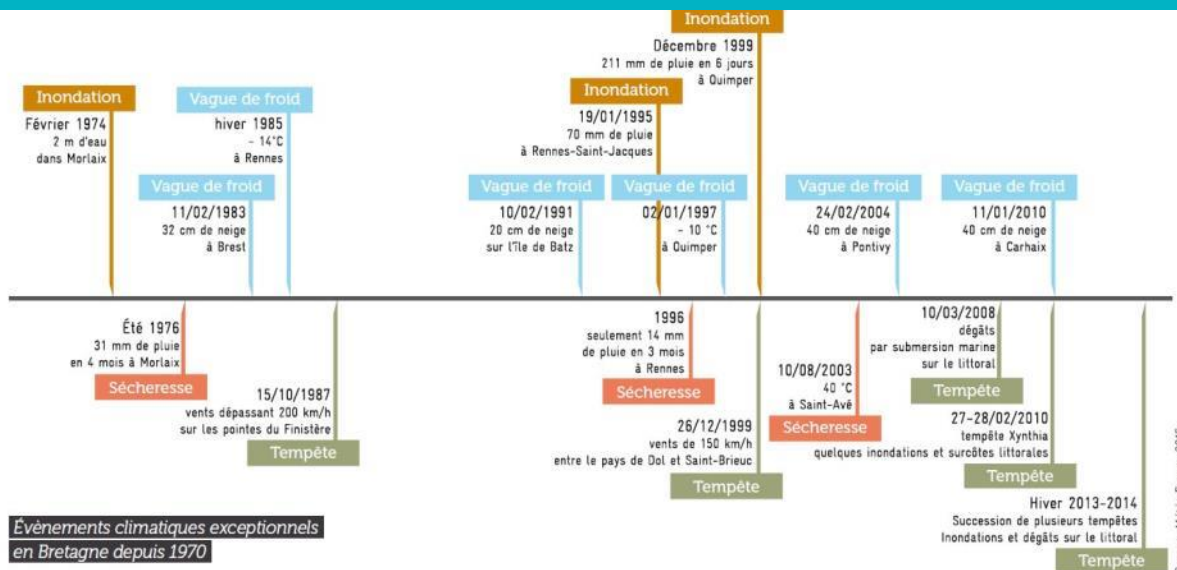 Inondation
Décembre 1999
211 mm de pluie en 6 jours
à Quimper
Inondation
Février 1974
2 m d'eau
dans Morlaix
Vague de froid
hiver 1985
- 14°C
à Rennes
Inondation
19/01/1995
70 mm de pluie
à Rennes-Saint-Jacques
Vague de froid
11/02/1983
32 cm de neige
à Brest
Vague de froid
10/02/1991
20 cm de neige
sur l'île de Batz
Vague de froid
02/01/1997
- 10 °C
à Quimper
Vague de froid
24/02/2004
40 cm de neige
à Pontivy
Vague de froid
11/01/2010
40 cm de neige
à Carhaix
Été 1976
31 mm de pluie
en 4 mois à Morlaix
Sécheresse
15/10/1987
vents dépassant 200 km/h
sur les pointes du Finistère
Tempête
1996
seulement 14 mm
de pluie en 3 mois
à Rennes
Sécheresse
26/12/1999
vents de 150 km/h
entre le pays de Dol et Saint-Brieuc
Tempête
10/08/2003
40 °C
à Saint-Avé
Sécheresse
10/03/2008
dégâts
par submersion marine
sur le littoral
Tempête
27-28/02/2010
tempête Xynthia
quelques inondations et surcôtes littorales
Tempête
Hiver 2013-2014
Succession de plusieurs tempêtes
Inondations et dégâts sur le littoral
Tempête
Évènements climatiques exceptionnels
en Bretagne depuis 1970